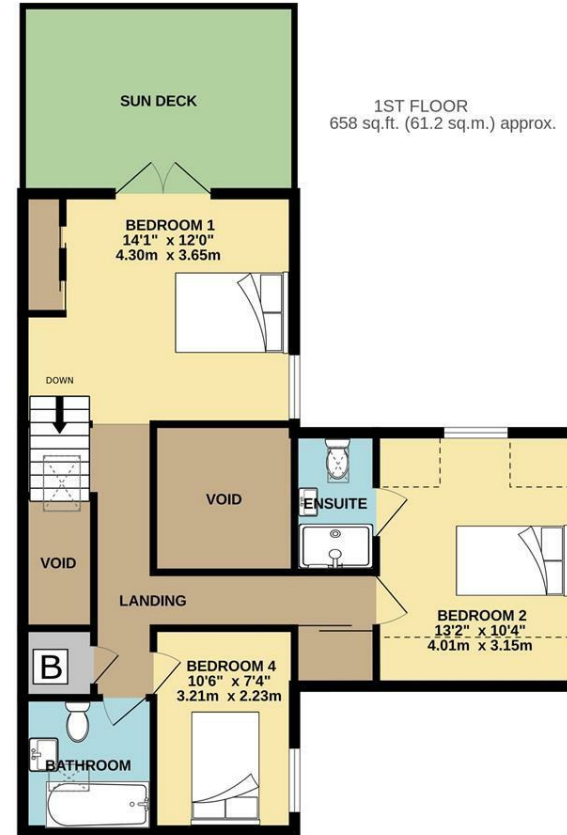 SUN DECK
1ST FLOOR
658 sq.ft. (61.2 sq.m.) approx.
BEDROOM 1
14'1" x 12'0"
4.30m x 3.65m
DOWN
VOID
ENSUITE
VOID
LANDING
BEDROOM 2
13'2" x 10'4"
4.01m x 3.15m
B
BEDROOM 4
10'6" x 7'4"
3.21m x 2.23m
BATHROOM